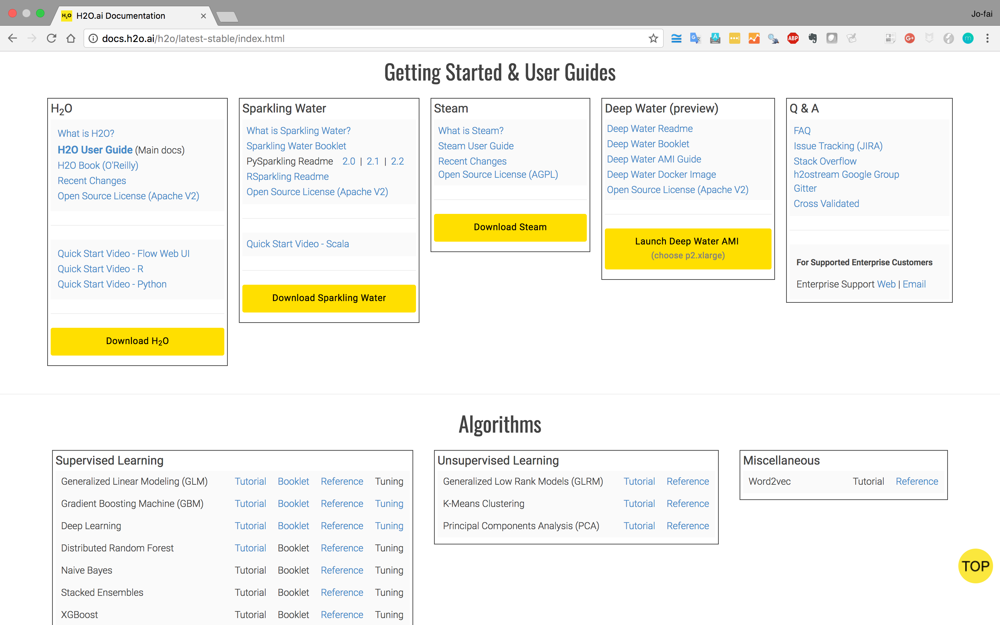 H2O H2O.ai Documentation
Jo-fai
docs.h2o.ai/h2o/latest-stable/index.html
ABP
G+
m
Getting Started & User Guides
H2O
What is H2O?
H2O User Guide (Main docs)
H2O Book (O'Reilly)
Recent Changes
Open Source License (Apache V2)
Quick Start Video - Flow Web UI
Quick Start Video - R
Quick Start Video - Python
Download H2O
Sparkling Water
What is Sparkling Water?
Sparkling Water Booklet
PySparkling Readme 2.0 | 2.1 | 2.2
RSparkling Readme
Open Source License (Apache V2)
Quick Start Video - Scala
Download Sparkling Water
Steam
What is Steam?
Steam User Guide
Recent Changes
Open Source License (AGPL)
Download Steam
Deep Water (preview)
Deep Water Readme
Deep Water Booklet
Deep Water AMI Guide
Deep Water Docker Image
Open Source License (Apache V2)
Launch Deep Water AMI
(choose p2.xlarge)
Q & A
FAQ
Issue Tracking (JIRA)
Stack Overflow
h2ostream Google Group
Gitter
Cross Validated
For Supported Enterprise Customers
Enterprise Support Web | Email
Algorithms
Supervised Learning
Generalized Linear Modeling (GLM) Tutorial Booklet Reference Tuning
Gradient Boosting Machine (GBM) Tutorial Booklet Reference Tuning
Deep Learning Tutorial Booklet Reference Tuning
Distributed Random Forest Tutorial Booklet Reference Tuning
Naive Bayes Tutorial Booklet Reference Tuning
Stacked Ensembles Tutorial Booklet Reference Tuning
XGBoost Tutorial Booklet Reference Tuning
Unsupervised Learning
Generalized Low Rank Models (GLRM) Tutorial Reference
K-Means Clustering Tutorial Reference
Principal Components Analysis (PCA) Tutorial Reference
Miscellaneous
Word2vec Tutorial Reference
TOP